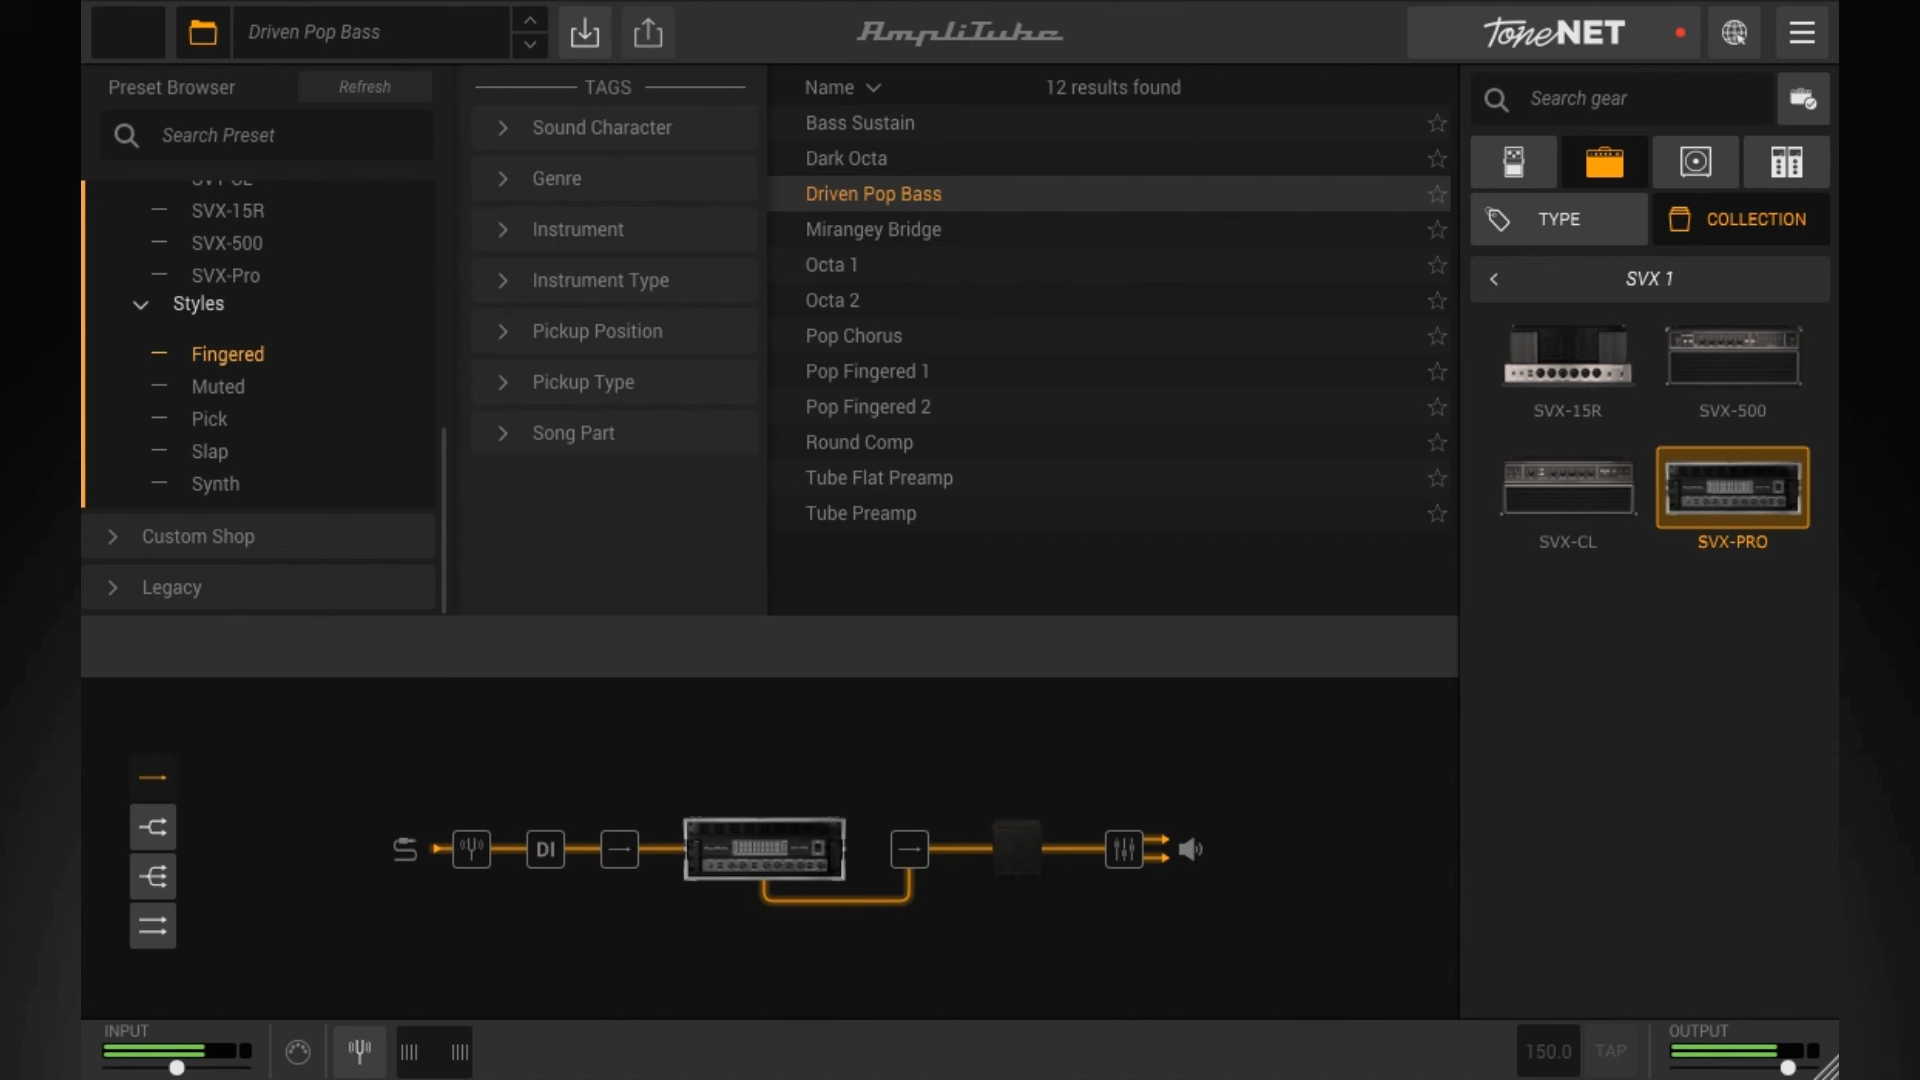 Driven Pop Bass
AmpliTube
ToneNET
Preset Browser
Refresh
Search Preset
SVX-15R
SVX-500
SVX-Pro
Styles
Fingered
Muted
Pick
Slap
Synth
Custom Shop
Legacy
TAGS
Sound Character
Genre
Instrument
Instrument Type
Pickup Position
Pickup Type
Song Part
Name
12 results found
Bass Sustain
Dark Octa
Driven Pop Bass
Mirangey Bridge
Octa 1
Octa 2
Pop Chorus
Pop Fingered 1
Pop Fingered 2
Round Comp
Tube Flat Preamp
Tube Preamp
Search gear
TYPE
COLLECTION
SVX 1
SVX-15R
SVX-500
SVX-CL
SVX-PRO
DI
INPUT
150.0
TAP
OUTPUT